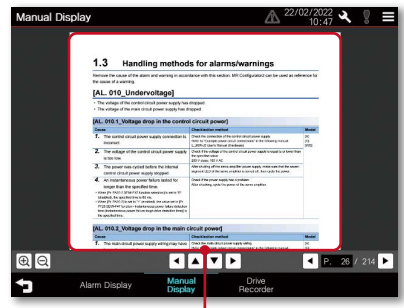 Manual Display
22/02/2022
10:47
1.3 Handling methods for alarms/warnings
Remove the cause of the alarm and warning in accordance with this section. MR Configurator2 can be used as reference for
the cause of a warning.
[AL. 010_Undervoltage]
• The voltage of the control circuit power supply has dropped.
• The voltage of the main circuit power supply has dropped.
[AL. 010.1_Voltage drop in the control circuit power]
Cause Check/action method Model
1. The control circuit power supply connection is Check the connection of the control circuit power supply.
incorrect.
2. The voltage of the control circuit power supply Check if the voltage of the control circuit power supply is equal to or lower than
is too low. the specified value.
3. The power was cycled before the internal
control circuit power supply stopped.
4. An instantaneous power failure lasted for Check if the power supply has a problem.
longer than the specified time.
the specified time.
[AL. 010.2_Voltage drop in the main circuit power]
Cause Check/action method Model
1. The main circuit power supply wiring may have Check the main circuit power supply wiring.
P. 26 / 214
Alarm Display
Manual
Display
Drive
Recorder